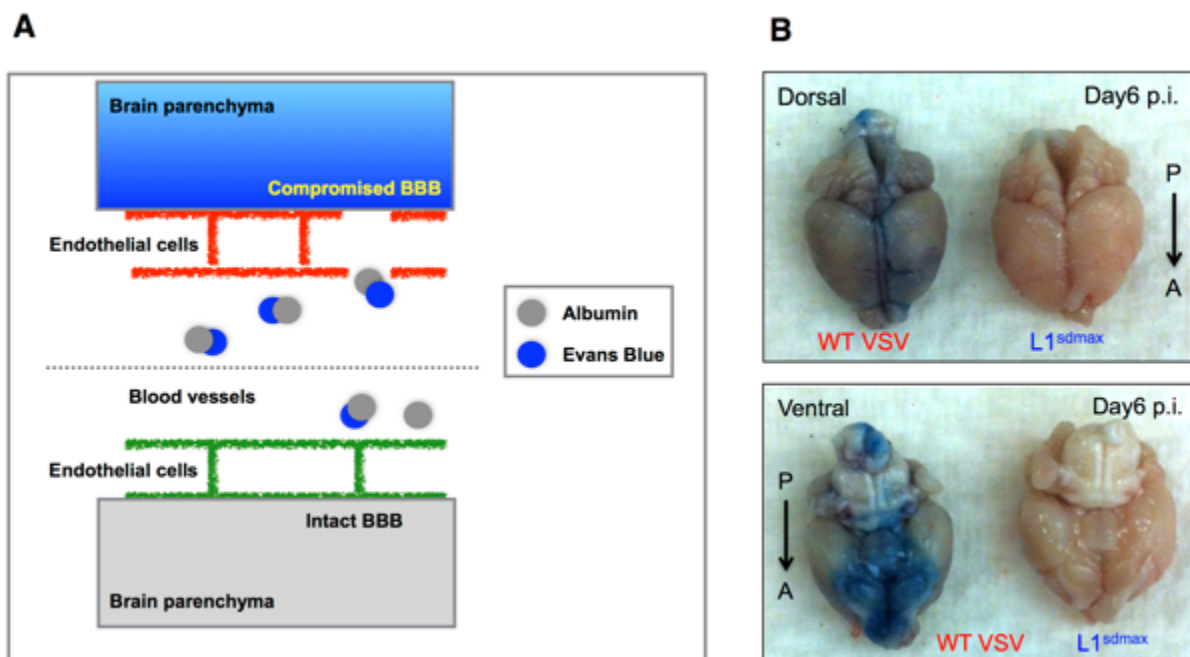 A
Brain parenchyma
Compromised BBB
Endothelial cells
Albumin
Evans Blue
Blood vessels
Endothelial cells
Intact BBB
Brain parenchyma
B
Dorsal
Day6 p.i.
P
A
WT VSV
L1sdmax
Ventral
Day6 p.i.
P
A
WT VSV
L1sdmax